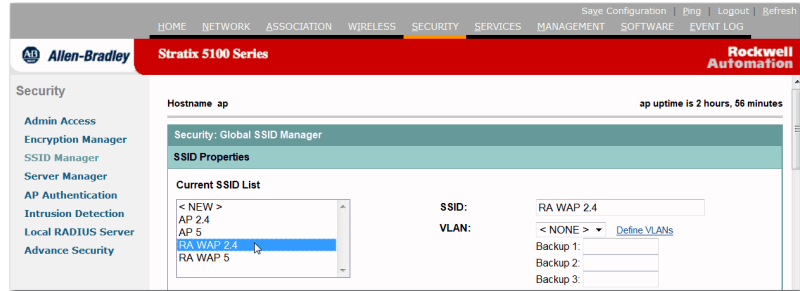 Save Configuration | Ping | Logout | Refresh
HOME NETWORK ASSOCIATION WIRELESS SECURITY SERVICES MANAGEMENT SOFTWARE EVENT LOG
AB Allen-Bradley Stratix 5100 Series Rockwell Automation
Security
Hostname ap ap uptime is 2 hours, 56 minutes
Admin Access
Encryption Manager
SSID Manager
Server Manager
AP Authentication
Intrusion Detection
Local RADIUS Server
Advance Security
Security: Global SSID Manager
SSID Properties
Current SSID List
< NEW >
AP 2.4
AP 5
RA WAP 2.4
RA WAP 5
SSID: RA WAP 2.4
VLAN: < NONE > Define VLANs
Backup 1:
Backup 2:
Backup 3: